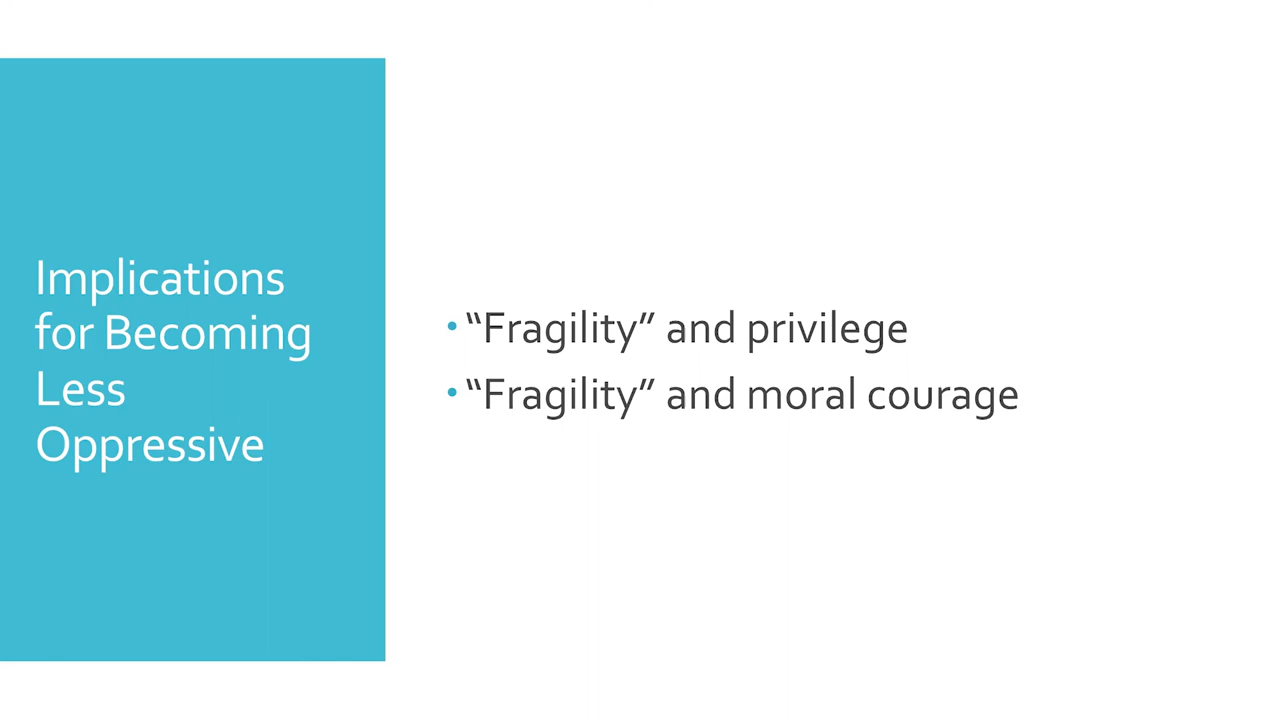 Implications
for Becoming
Less
Oppressive
• “Fragility” and privilege
• “Fragility” and moral courage